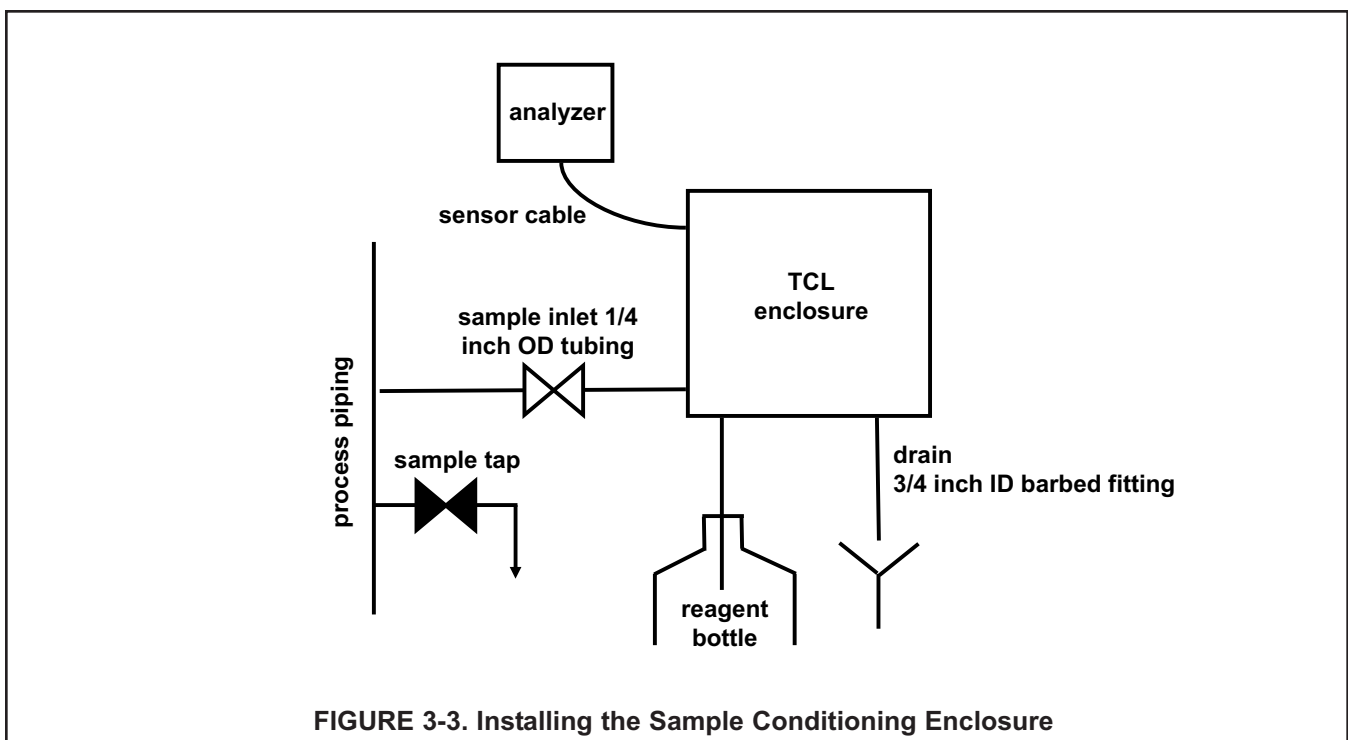 analyzer
sensor cable
TCL
enclosure
sample inlet 1/4
inch OD tubing
process piping
sample tap
drain
3/4 inch ID barbed fitting
reagent
bottle
FIGURE 3-3. Installing the Sample Conditioning Enclosure